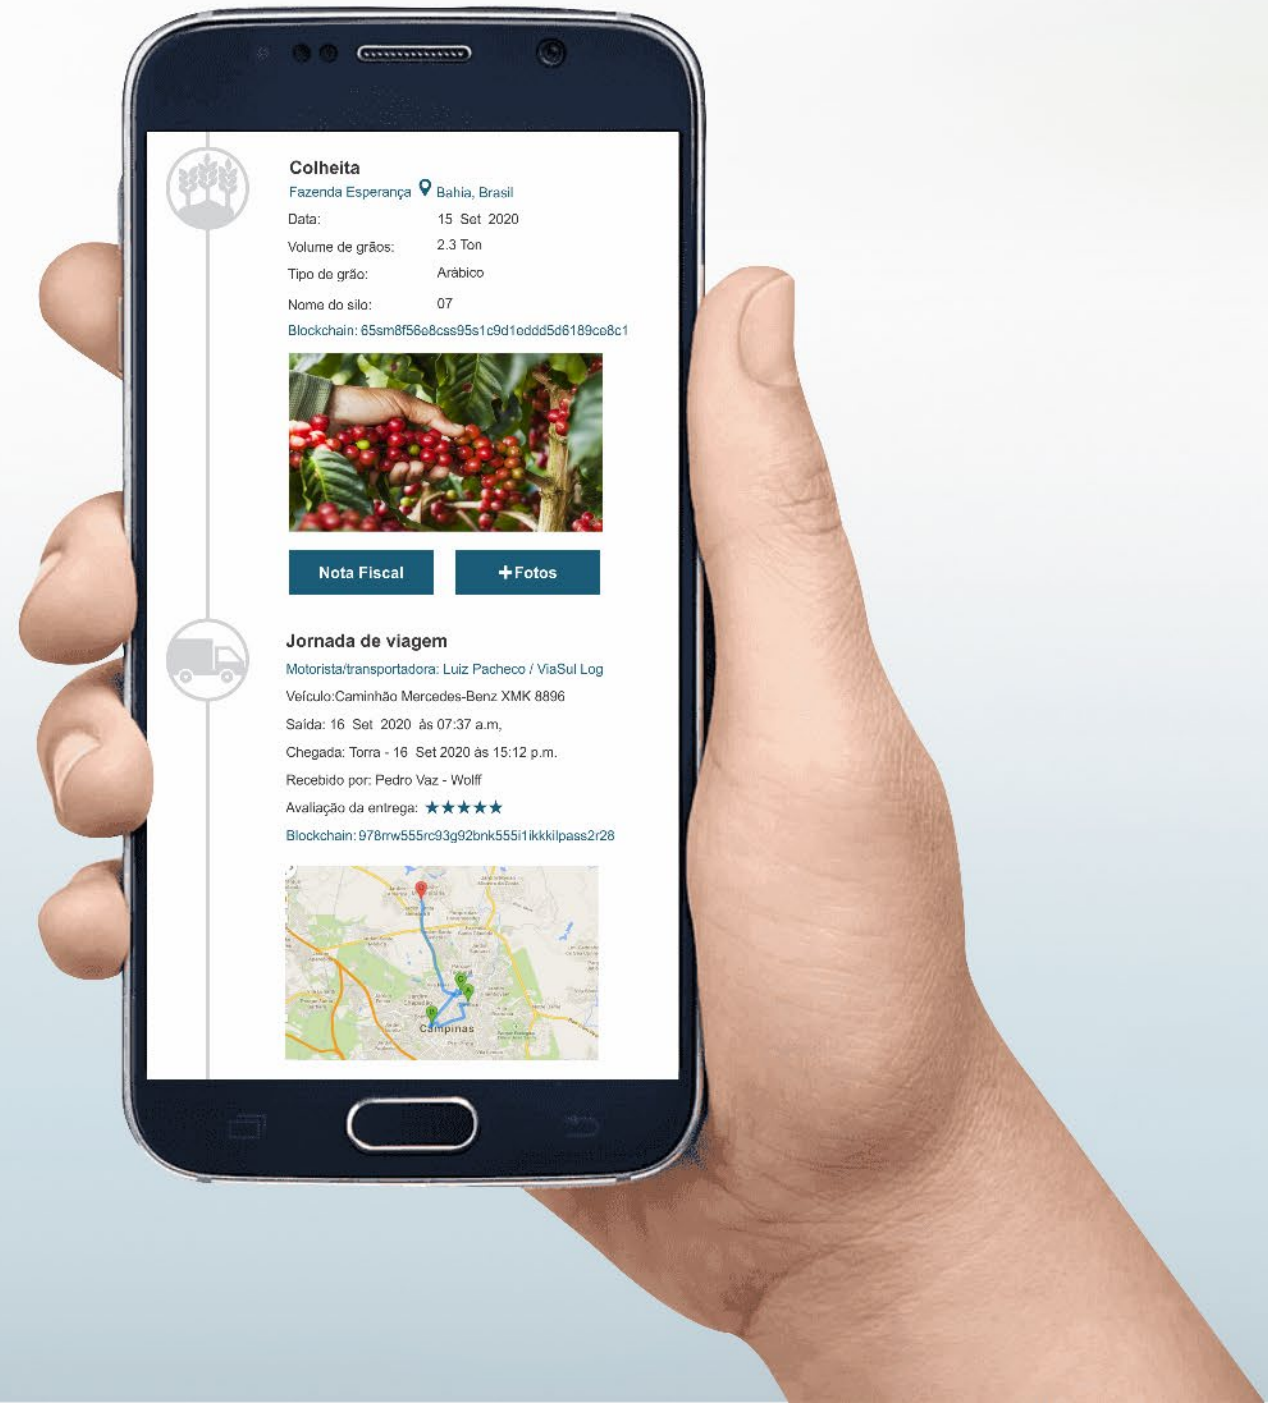 Colheita
Fazenda Esperança Bahia, Brasil
Data: 15 Set 2020
Volume de grãos: 2.3 Ton
Tipo de grão: Arábico
Nome do silo: 07
Blockchain: 65sm8f56e8css95s1c9d1eddd5d6189ce8c1
Nota Fiscal +Fotos
Jornada de viagem
Motorista/transportadora: Luiz Pacheco / ViaSul Log
Veículo:Caminhão Mercedes-Benz XMK 8896
Saída: 16 Set 2020 às 07:37 a.m,
Chegada: Torra - 16 Set 2020 às 15:12 p.m.
Recebido por: Pedro Vaz - Wolff
Avaliação da entrega: ★★★★★
Blockchain: 978rrw555rc93g92bnk555i1ikkkilpass2r28
Campinas